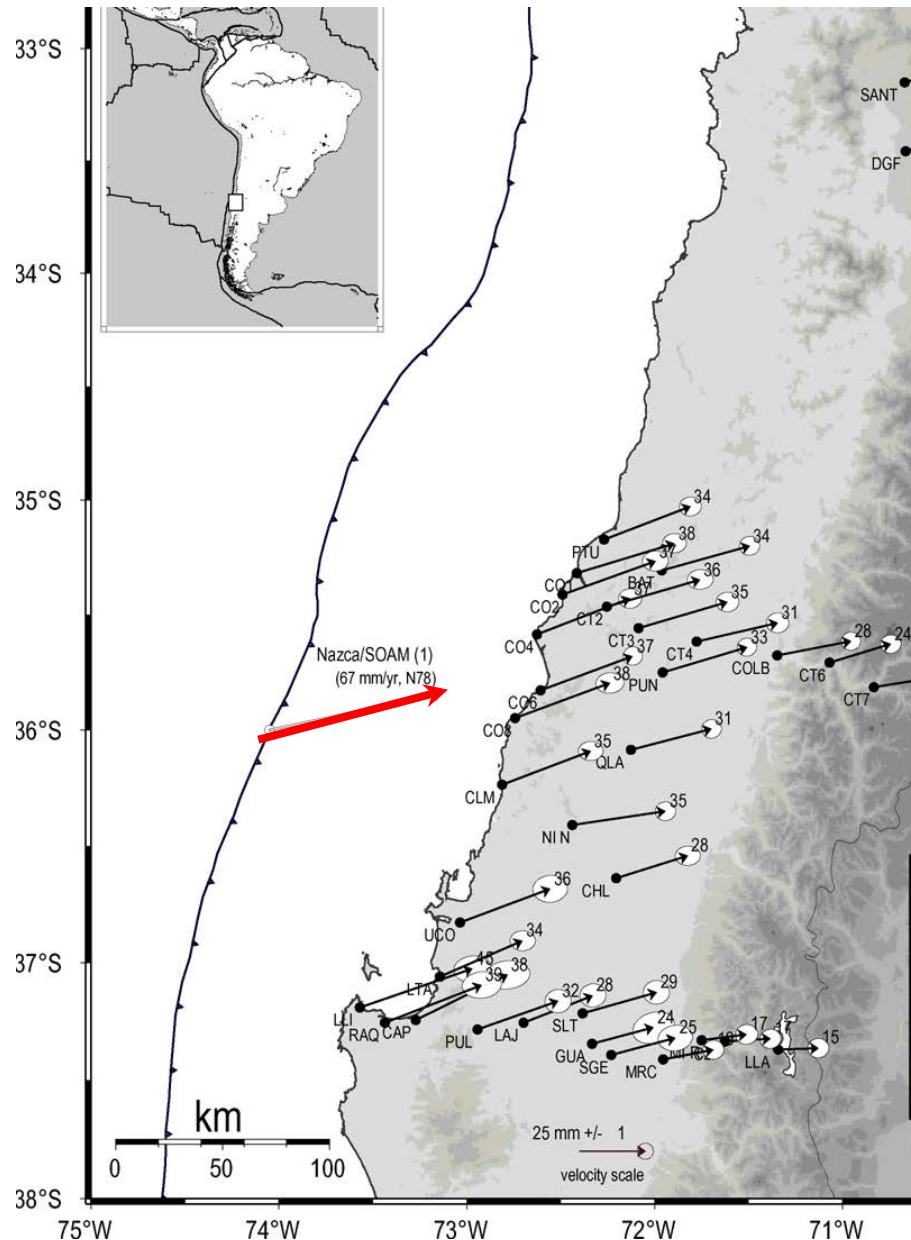 33°S
SANT
DGF
34°S
35°S
34
PTU
38
37
34
CO1
BAT
CO2
37
36
CT2
35
CO4
CT3
31
CT4
33
28
COLB
24
CT6
CT7
Nazca/SOAM (1)
(67 mm/yr, N78)
37
PUN
CO6
38
36°S
CO8
31
35
QLA
CLM
35
NIN
28
CHL
36
UCO
34
37°S
LTA
39
38
LLI
RAQ
CAP
32
28
29
PUL
LAJ
SLT
24
25
17
GUA
SGE
MRC
LLA
15
km
0 50 100
25 mm +/- 1
velocity scale
38°S
75°W 74°W 73°W 72°W 71°W